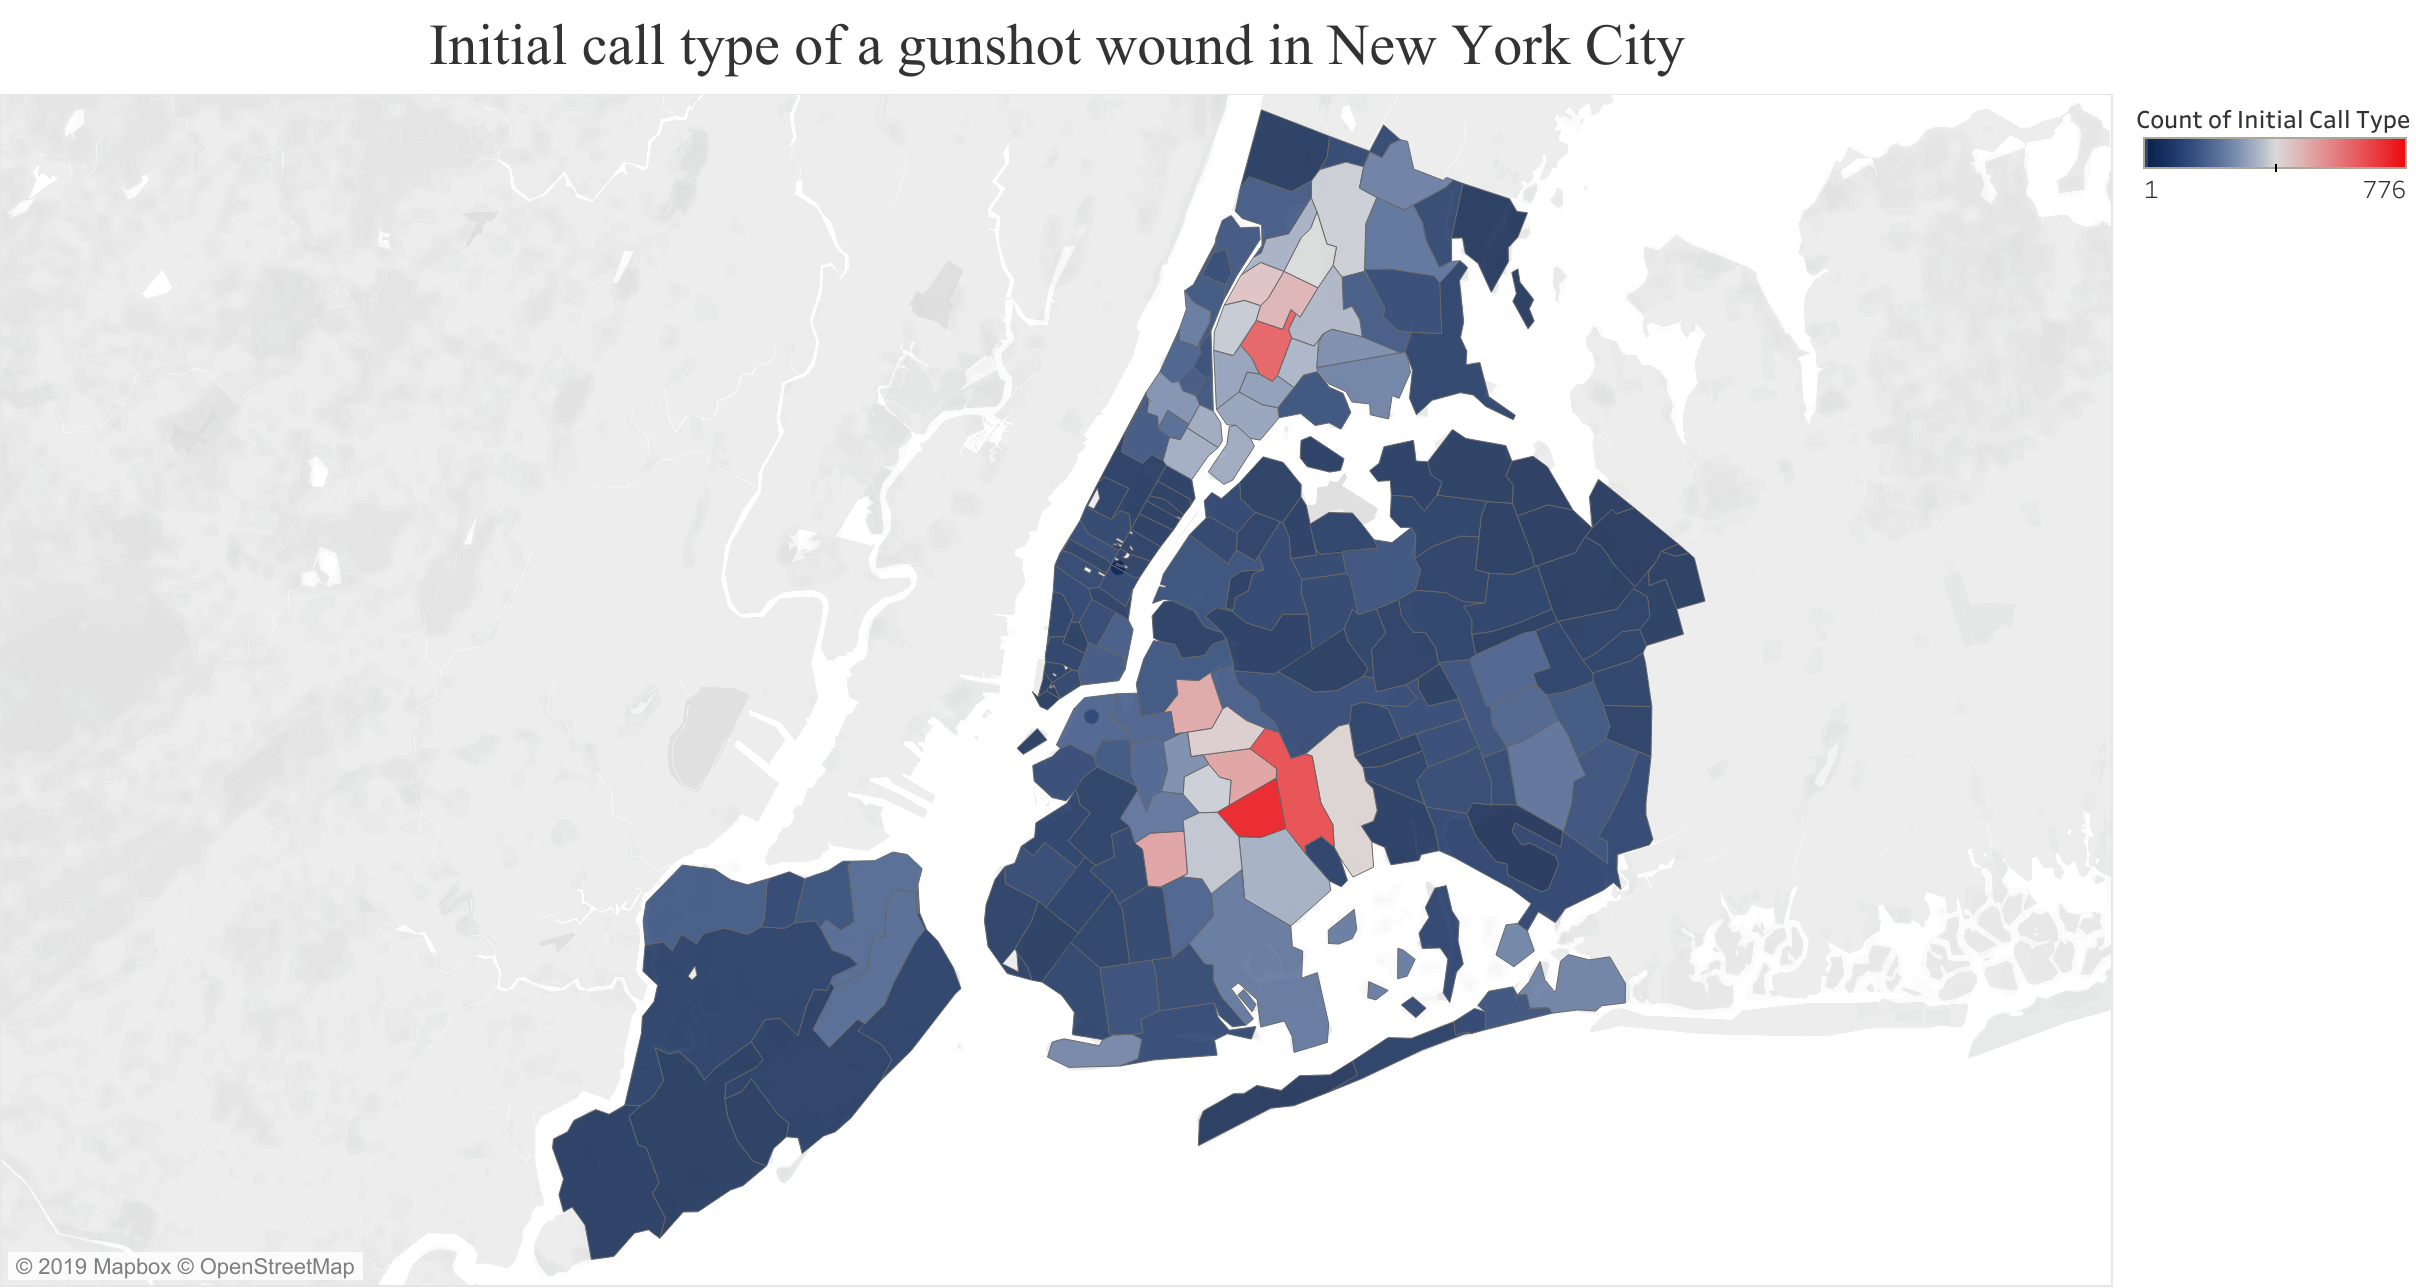 Initial call type of a gunshot wound in New York City
Count of Initial Call Type
1 776
© 2019 Mapbox © OpenStreetMap